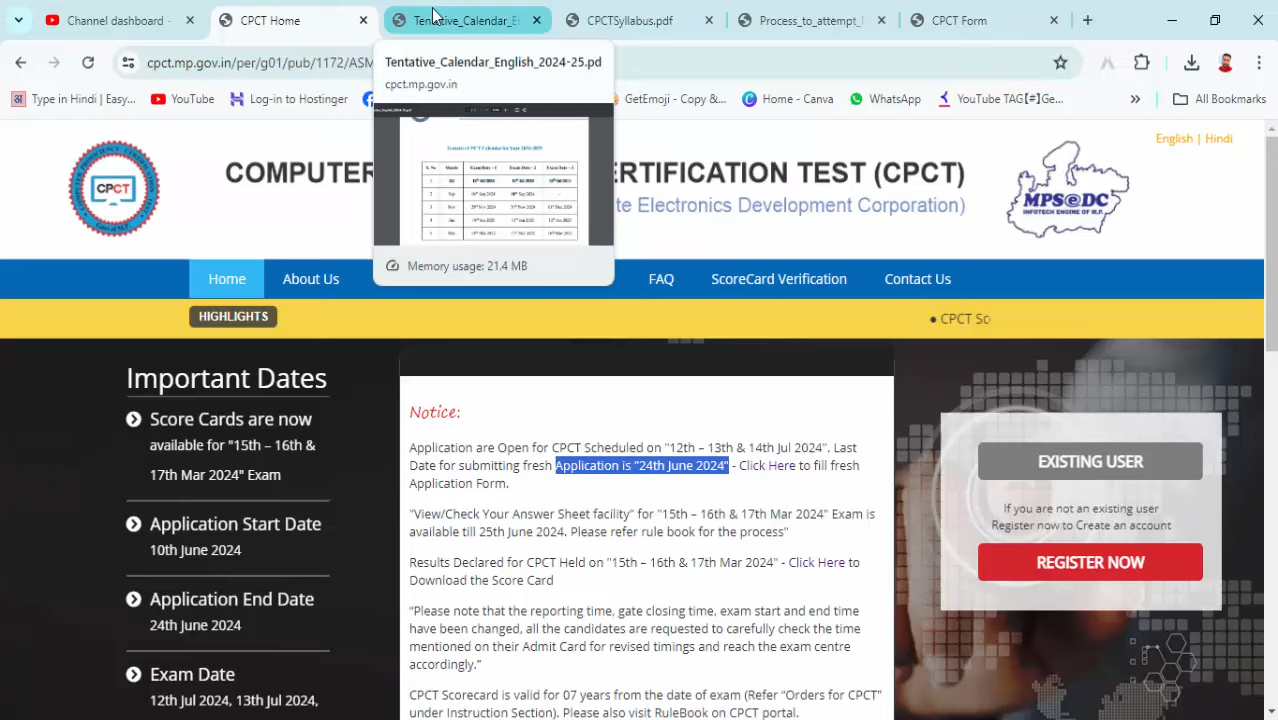 Channel dashboard -
CPCT Home
Tentative_Calendar_E
CPCTSyllabus.pdf
Process_to_attempt_
CPCT Form
cpct.mp.gov.in/per/g01/pub/1172/ASM
Tentative_Calendar_English_2024-25.pd
cpct.mp.gov.in
Type in Hindi | Easy...
YouTube
Log-in to Hostinger
GetEmoji - Copy &
Home - Canva
WhatsApp
YouTube TAG[#]Ge...
All Bookmarks
English | Hindi
COMPUTER
ERTIFICATION TEST (CPCT)
te Electronics Development Corporation)
CPCT
MPS@DC
INFOTECH ENGINE OF M.P.
Memory usage: 21.4 MB
Home
About Us
FAQ
ScoreCard Verification
Contact Us
HIGHLIGHTS
● CPCT Sc
Important Dates
Score Cards are now
available for "15th – 16th &
17th Mar 2024" Exam
Application Start Date
10th June 2024
Application End Date
24th June 2024
Exam Date
12th Jul 2024, 13th Jul 2024,
Notice:
Application are Open for CPCT Scheduled on "12th – 13th & 14th Jul 2024". Last
Date for submitting fresh Application is "24th June 2024" - Click Here to fill fresh
Application Form.
"View/Check Your Answer Sheet facility" for "15th – 16th & 17th Mar 2024" Exam is
available till 25th June 2024. Please refer rule book for the process"
Results Declared for CPCT Held on "15th – 16th & 17th Mar 2024" - Click Here to
Download the Score Card
“Please note that the reporting time, gate closing time, exam start and end time
have been changed, all the candidates are requested to carefully check the time
mentioned on their Admit Card for revised timings and reach the exam centre
accordingly.”
CPCT Scorecard is valid for 07 years from the date of exam (Refer “Orders for CPCT”
under Instruction Section). Please also visit RuleBook on CPCT portal.
EXISTING USER
If you are not an existing user
Register now to Create an account
REGISTER NOW